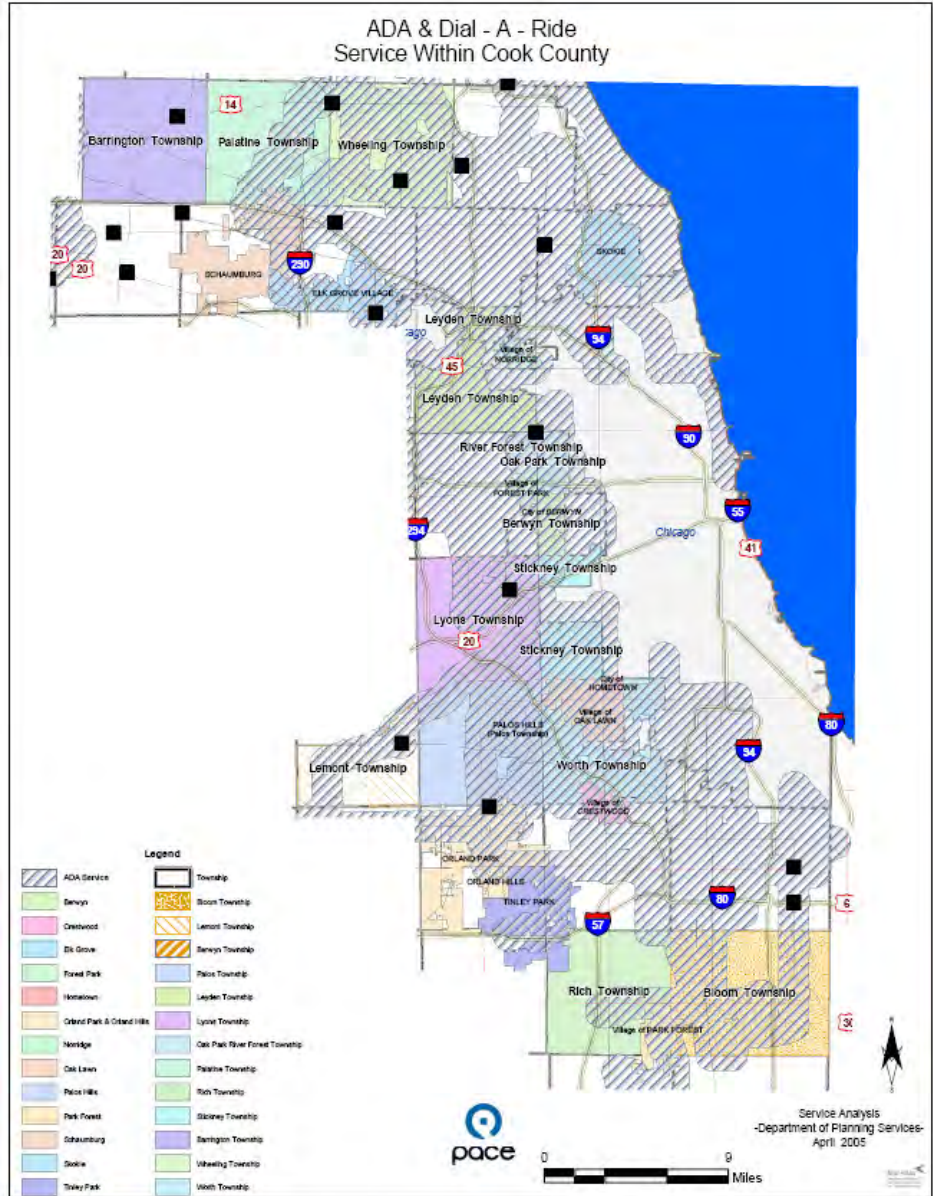 ADA & Dial - A - Ride
Service Within Cook County
14
Barrington Township
Palatine Township
Wheeling Township
20
20
SCHAUMBURG
290
ELK GROVE VILLAGE
SKOKIE
Leyden Township
94
Village of
NORRIDGE
45
Leyden Township
90
River Forest Township
Oak Park Township
Village of
FOREST PARK
City of BERWYN
Berwyn Township
294
55
Chicago
41
Stickney Township
Lyons Township
20
Stickney Township
City of
HOMETOWN
Village of
OAK LAWN
PALOS HILLS
(Palos Township)
80
94
Lemont Township
Worth Township
Village of
CRESTWOOD
ORLAND PARK
ORLAND HILLS
TINLEY PARK
80
6
57
Rich Township
Bloom Township
Village of PARK FOREST
30
Legend
ADA Service
Township
Berwyn
Bloom Township
Crestwood
Lemont Township
Elk Grove
Berwyn Township
Forest Park
Palos Township
Hometown
Leyden Township
Orland Park & Orland Hills
Lyons Township
Norridge
Oak Park River Forest Township
Oak Lawn
Palatine Township
Palos Hills
Rich Township
Park Forest
Stickney Township
Schaumburg
Barrington Township
Skokie
Wheeling Township
Tinley Park
Worth Township
pace
0
9
Miles
Service Analysis
-Department of Planning Services-
April 2005